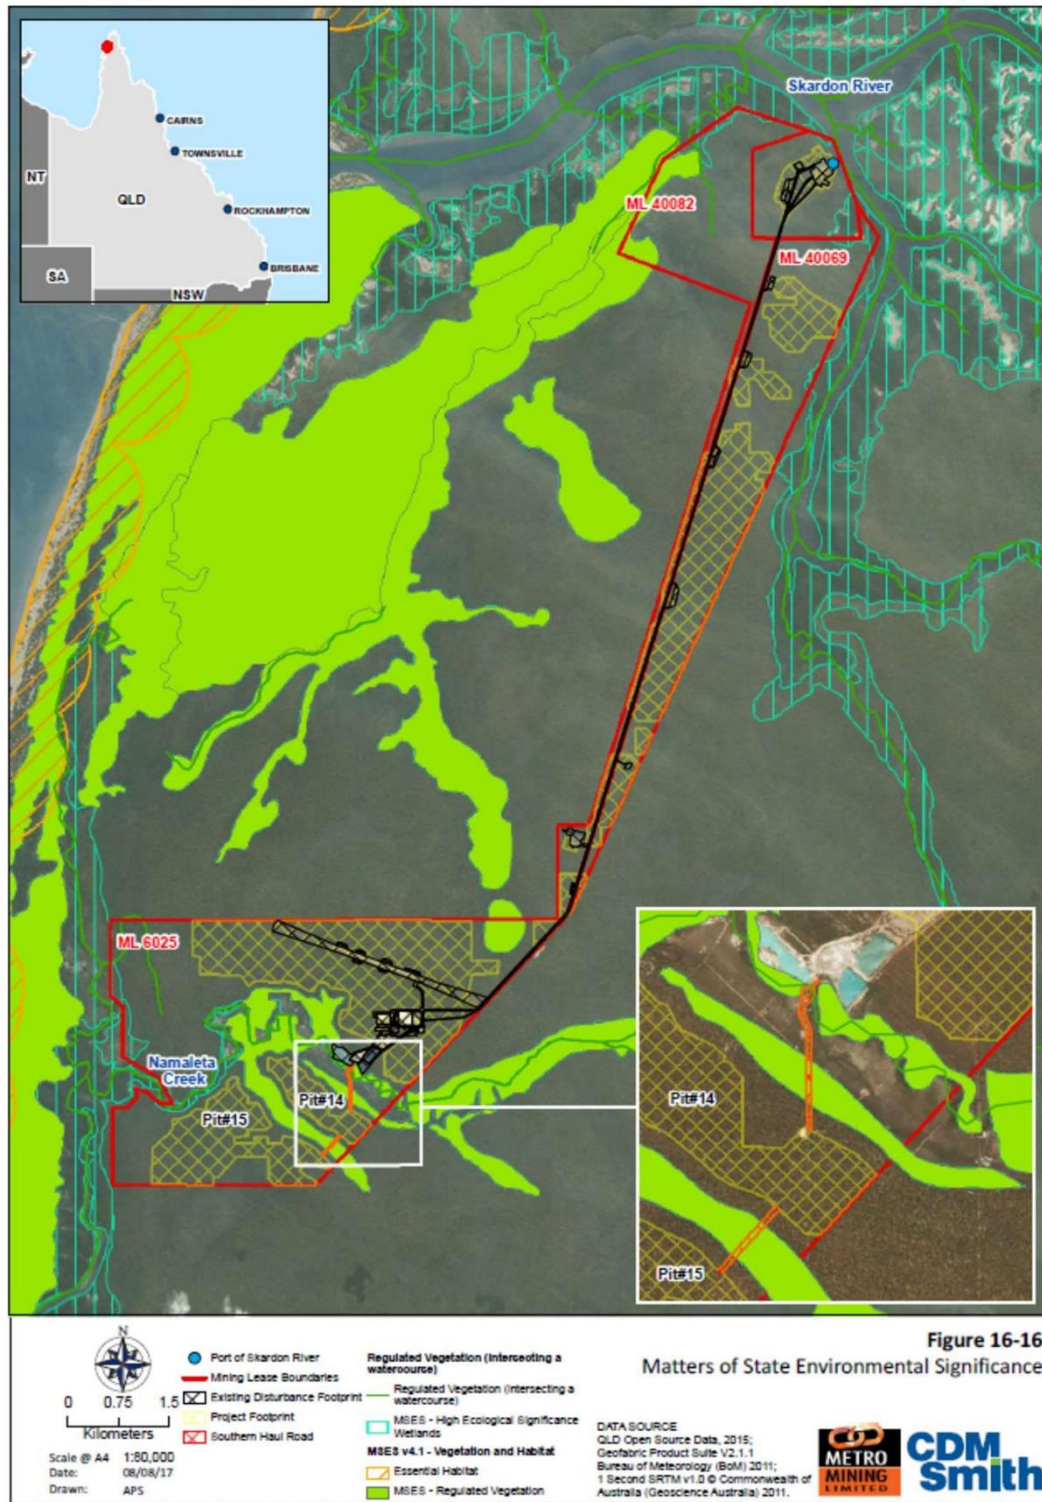 Skardon River
CAIRNS
TOWNSVILLE
NT
QLD
ROCKHAMPTON
ML 40082
ML 40069
SA
BRISBANE
NSW
ML 6025
Namaleta
Creek
Pit#14
Pit#15
Pit#14
Pit#15
N
0 0.75 1.5
Kilometers
Scale @ A4 1:80,000
Date: 08/08/17
Drawn: APS
Port of Skardon River
Mining Lease Boundaries
Existing Disturbance Footprint
Project Footprint
Southern Haul Road
Regulated Vegetation (Intersecting a
watercourse)
Regulated Vegetation (Intersecting a
watercourse)
MSES - High Ecological Significance
Wetlands
MSES v4.1 - Vegetation and Habitat
Essential Habitat
MSES - Regulated Vegetation
Figure 16-16
Matters of State Environmental Significance
DATA SOURCE
QLD Open Source Data, 2015;
Geofabric Product Suite V2.1.1
Bureau of Meteorology (BoM) 2011;
1 Second SRTM v1.0 © Commonwealth of
Australia (Geoscience Australia) 2011.
METRO
MINING
LIMITED
CDM
Smith